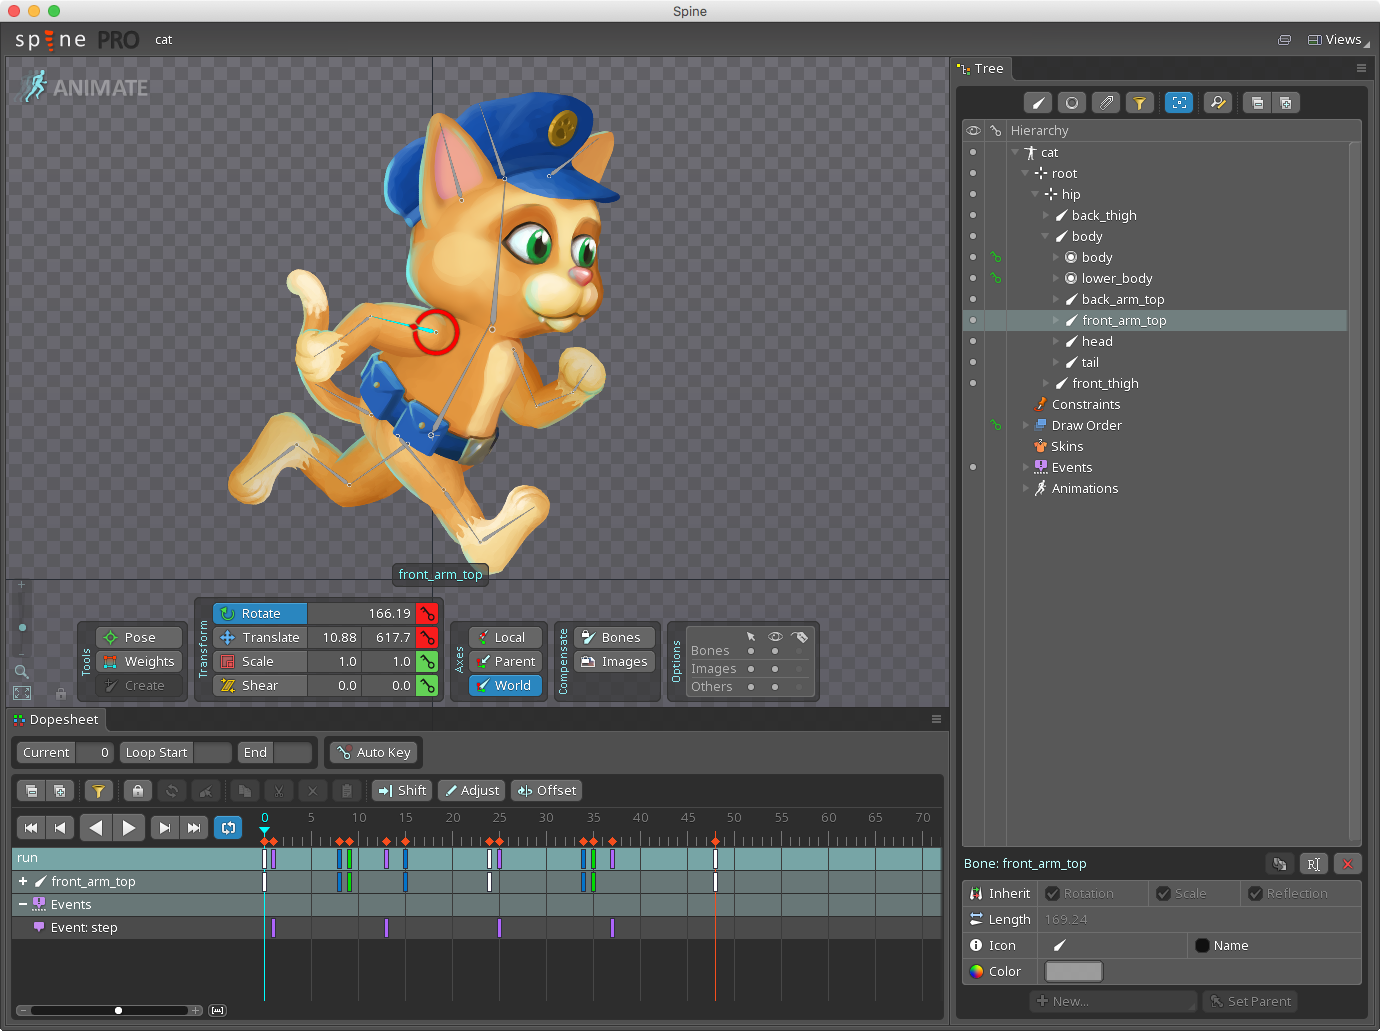 Spine
spine PRO cat Views
ANIMATE
Tree
Hierarchy
cat
root
hip
back_thigh
body
body
lower_body
back_arm_top
front_arm_top
head
tail
front_thigh
Constraints
Draw Order
Skins
Events
Animations
front_arm_top
Tools
Pose
Weights
Create
Transform
Rotate 166.19
Translate 10.88 617.7
Scale 1.0 1.0
Shear 0.0 0.0
Axes
Local
Parent
World
Compensate
Bones
Images
Options
Bones
Images
Others
Dopesheet
Current 0 Loop Start End Auto Key
Shift Adjust Offset
0 5 10 15 20 25 30 35 40 45 50 55 60 65 70
run
front_arm_top
Events
Event: step
Bone: front_arm_top
Inherit Rotation Scale Reflection
Length 169.24
Icon Name
Color
New... Set Parent